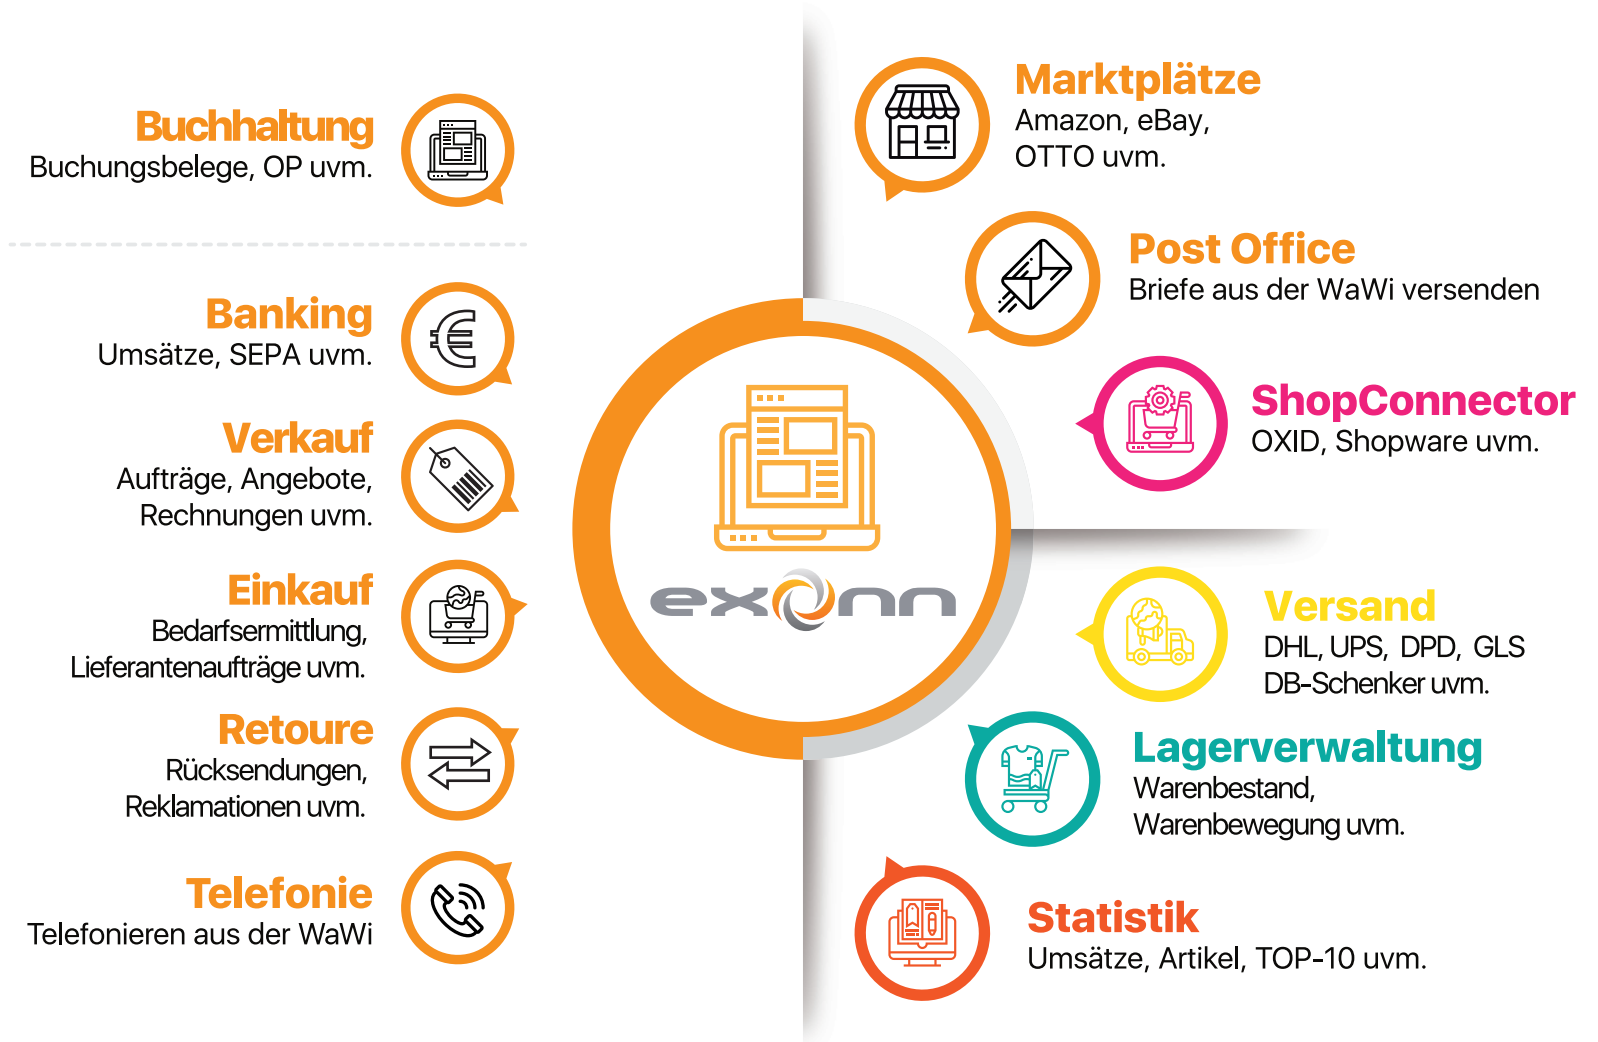 Buchhaltung
Buchungsbelege, OP uvm.
Banking
Umsätze, SEPA uvm.
Verkauf
Aufträge, Angebote,
Rechnungen uvm.
Einkauf
Bedarfsermittlung,
Lieferantenaufträge uvm.
Retoure
Rücksendungen,
Reklamationen uvm.
Telefonie
Telefonieren aus der WaWi
exonn
Marktplätze
Amazon, eBay,
OTTO uvm.
Post Office
Briefe aus der WaWi versenden
ShopConnector
OXID, Shopware uvm.
Versand
DHL, UPS, DPD, GLS
DB-Schenker uvm.
Lagerverwaltung
Warenbestand,
Warenbewegung uvm.
Statistik
Umsätze, Artikel, TOP-10 uvm.